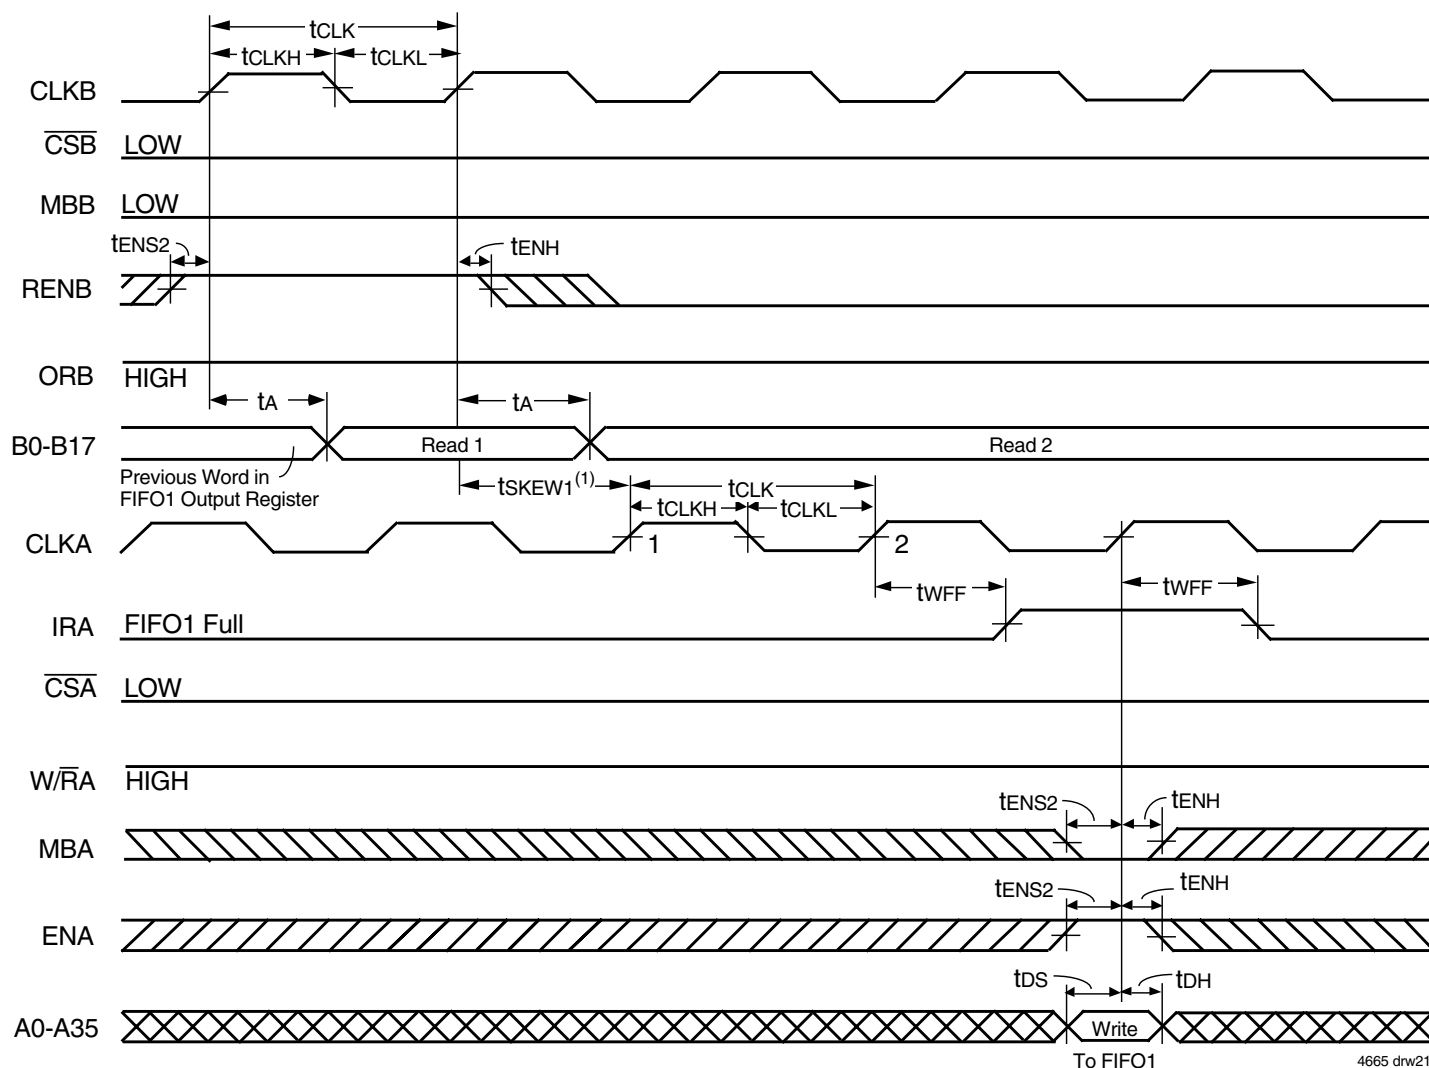 tCLK
tCLKH tCLKL
CLKB
CSB LOW
MBB LOW
tENS2 tENH
RENB
ORB HIGH
tA tA
B0-B17 Read 1 Read 2
Previous Word in
FIFO1 Output Register
tSKEW1(1) tCLK
tCLKH tCLKL
CLKA 1 2
tWFF tWFF
IRA FIFO1 Full
CSA LOW
W/RA HIGH
tENS2 tENH
MBA
tENS2 tENH
ENA
tDS tDH
A0-A35 Write
To FIFO1
4665 drw21